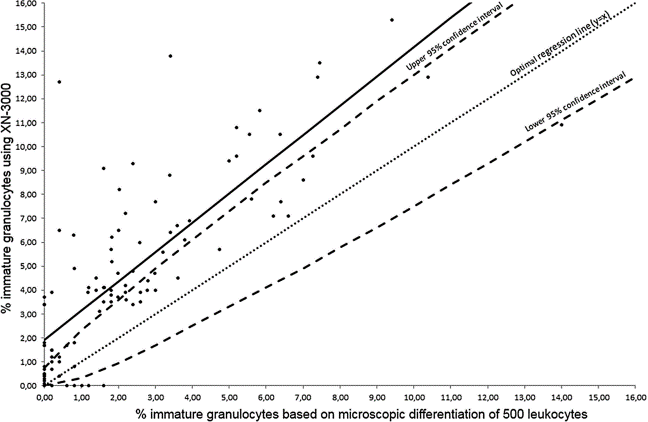 16,00
15,00
14,00
13,00
12,00
11,00
10,00
9,00
8,00
7,00
6,00
5,00
4,00
3,00
2,00
1,00
0,00
% immature granulocytes using XN-3000
Upper 95% confidence interval
Optimal regression line (y=x)
Lower 95% confidence interval
0,00 1,00 2,00 3,00 4,00 5,00 6,00 7,00 8,00 9,00 10,00 11,00 12,00 13,00 14,00 15,00 16,00
% immature granulocytes based on microscopic differentiation of 500 leukocytes